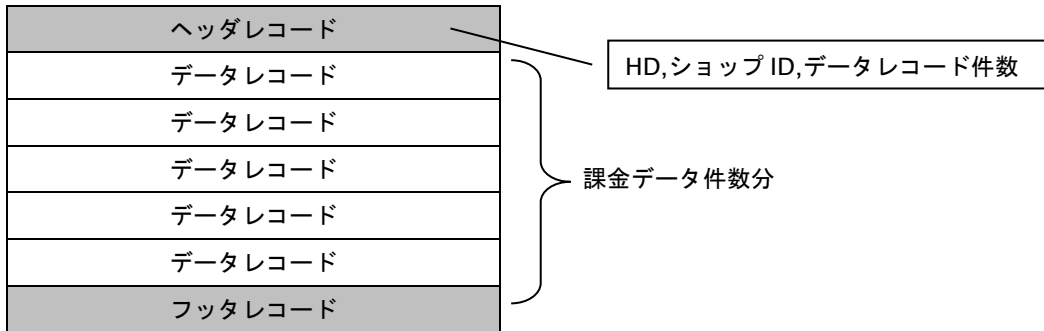 ヘッダレコード
HD,ショップ ID,データレコード件数
データレコード
データレコード
データレコード
課金データ件数分
データレコード
データレコード
フッタレコード